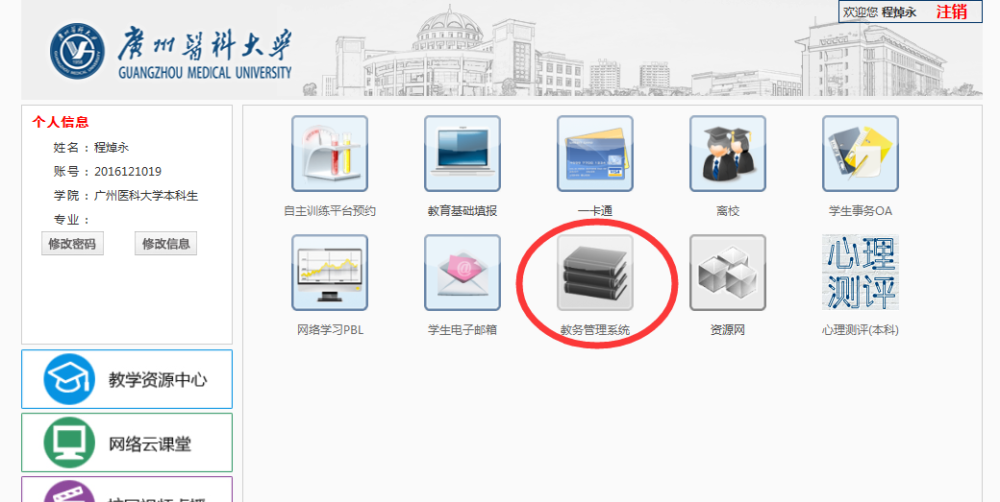 欢迎您 程焯永 注销
廣州醫科大學
GUANGZHOU MEDICAL UNIVERSITY
个人信息
姓名：程焯永
账号：2016121019
学院：广州医科大学本科生
专业：
修改密码 修改信息
教学资源中心
网络云课堂
自主训练平台预约 教育基础填报 一卡通 离校 学生事务OA
网络学习PBL 学生电子邮箱 教务管理系统 资源网 心理测评(本科)
心理
测评